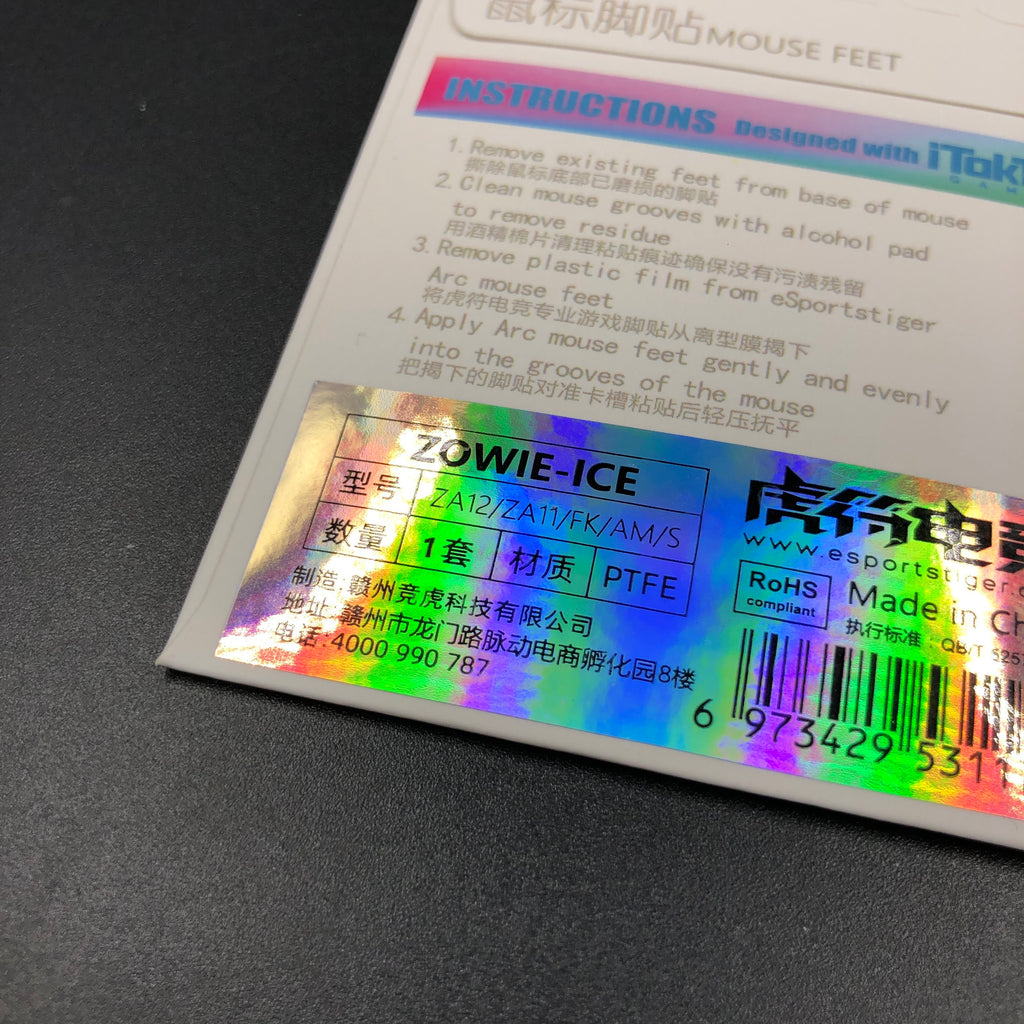 鼠标脚贴MOUSE FEET
INSTRUCTIONS Designed with
1. Remove existing feet from base of mouse
撕除鼠标底部已磨损的脚贴
2. Clean mouse grooves with alcohol pad
to remove residue
用酒精棉片清理粘贴痕迹确保没有污渍残留
3. Remove plastic film from eSportstiger
Arc mouse feet
将虎符电竞专业游戏脚贴从离型膜揭下
4. Apply Arc mouse feet gently and evenly
into the grooves of the mouse
把揭下的脚贴对准卡槽粘贴后轻压抚平
ZOWIE-ICE
型号 ZA12/ZA11/FK/AM/S
数量 1套 材质 PTFE
制造:赣州竞虎科技有限公司
地址:赣州市龙门路脉动电商孵化园8楼
电话:4000 990 787
虎符电竞
www.esportstiger.
RoHS
compliant
Made in
执行标准: QB/T
6 973429 5311